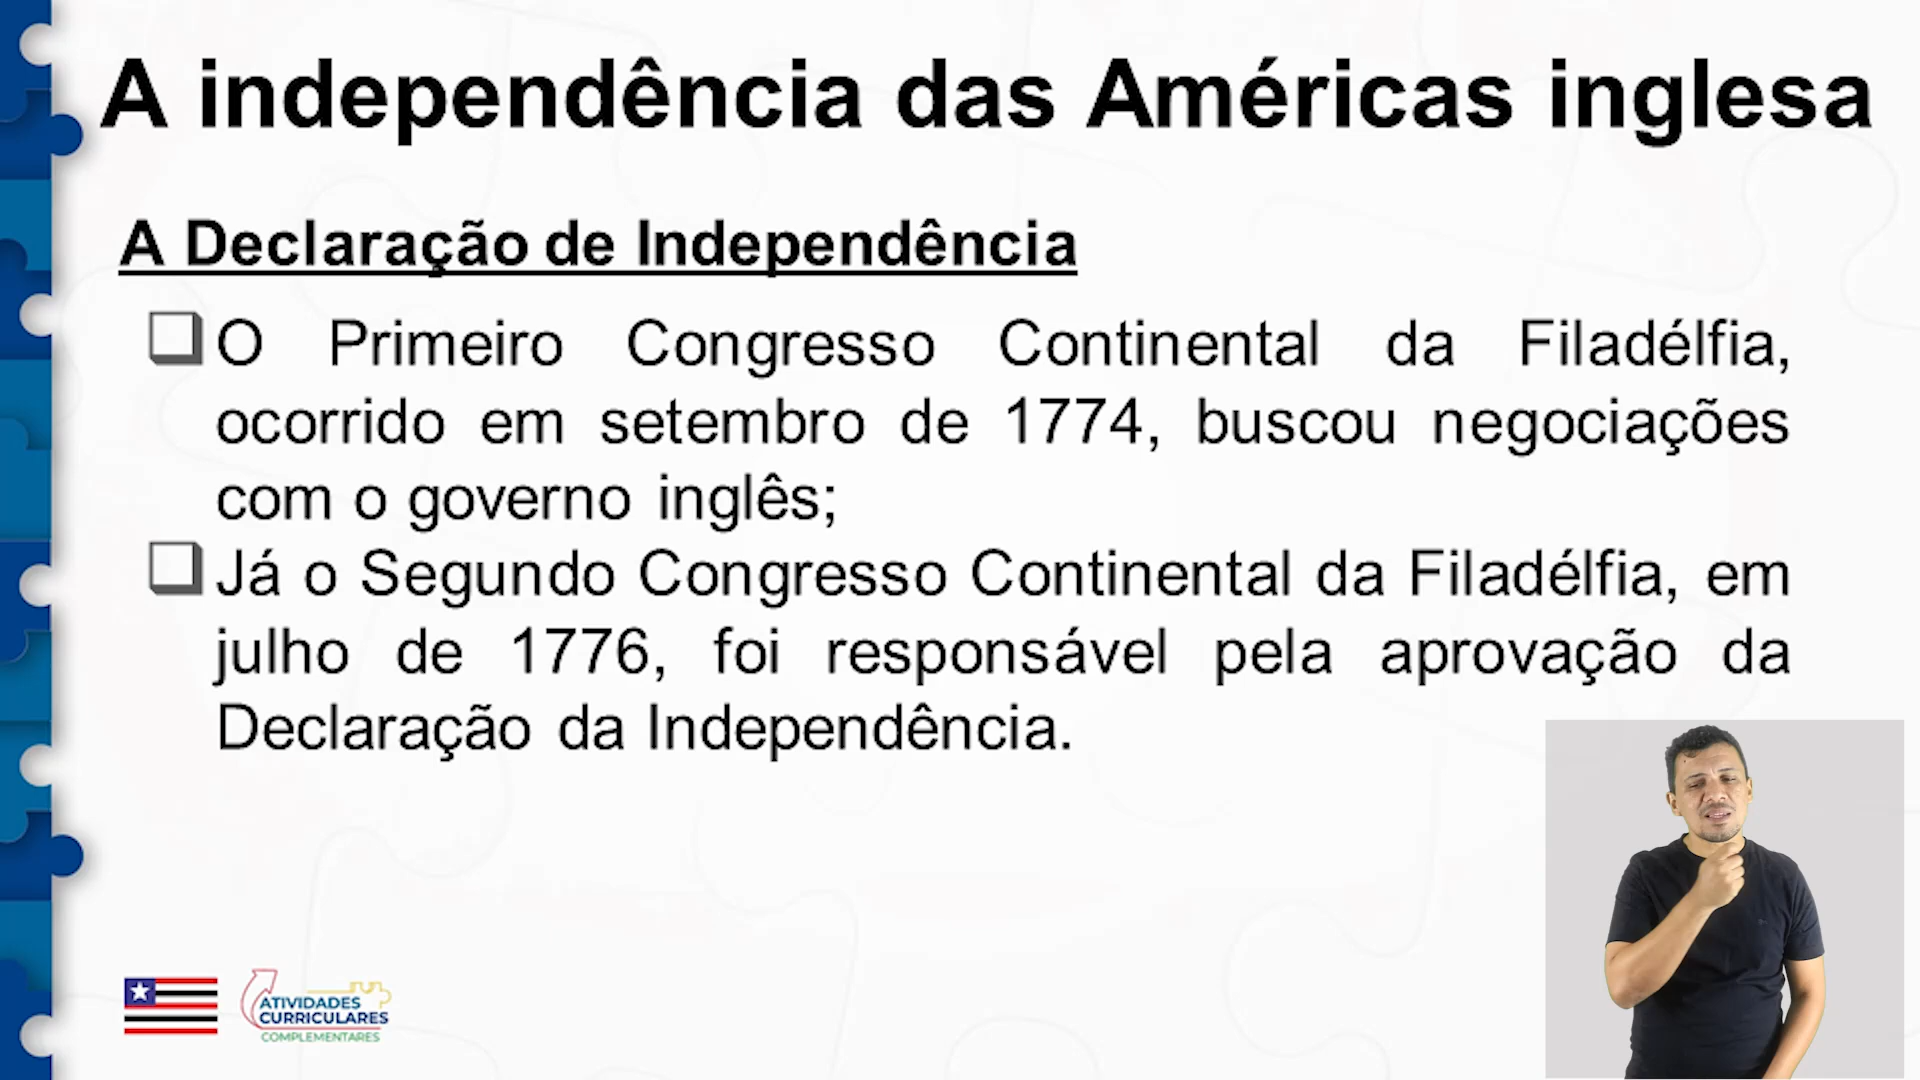 A independência das Américas inglesa
A Declaração de Independência
O Primeiro Congresso Continental da Filadélfia,
ocorrido em setembro de 1774, buscou negociações
com o governo inglês;
Já o Segundo Congresso Continental da Filadélfia, em
julho de 1776, foi responsável pela aprovação da
Declaração da Independência.
ATIVIDADES
CURRICULARES
COMPLEMENTARES